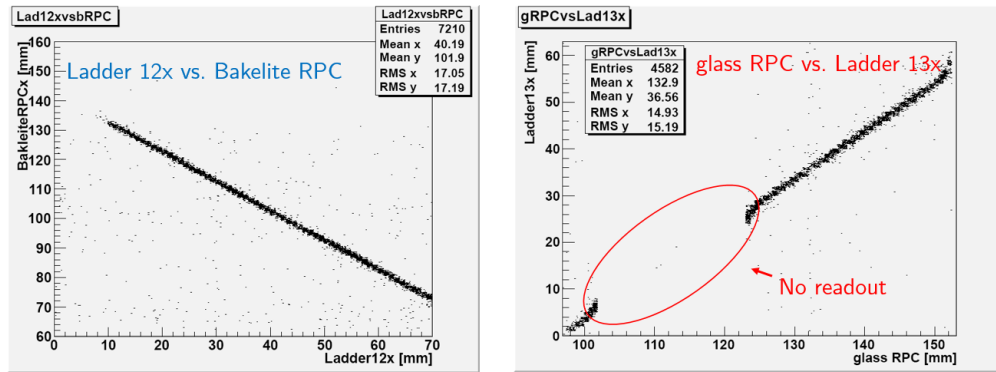 Lad12xvsbRPC
Lad12xvsbRPC
Entries 7210
Mean x 40.19
Mean y 101.9
RMS x 17.05
RMS y 17.19
Ladder 12x vs. Bakelite RPC
BakleiteRPCx [mm]
160
150
140
130
120
110
100
90
80
70
60
0 10 20 30 40 50 60 70
Ladder12x [mm]
gRPCvsLad13x
gRPCvsLad13x
Entries 4582
Mean x 132.9
Mean y 36.56
RMS x 14.93
RMS y 15.19
glass RPC vs. Ladder 13x
Ladder13x [mm]
60
50
40
30
20
10
0
No readout
100 110 120 130 140 150
glass RPC [mm]